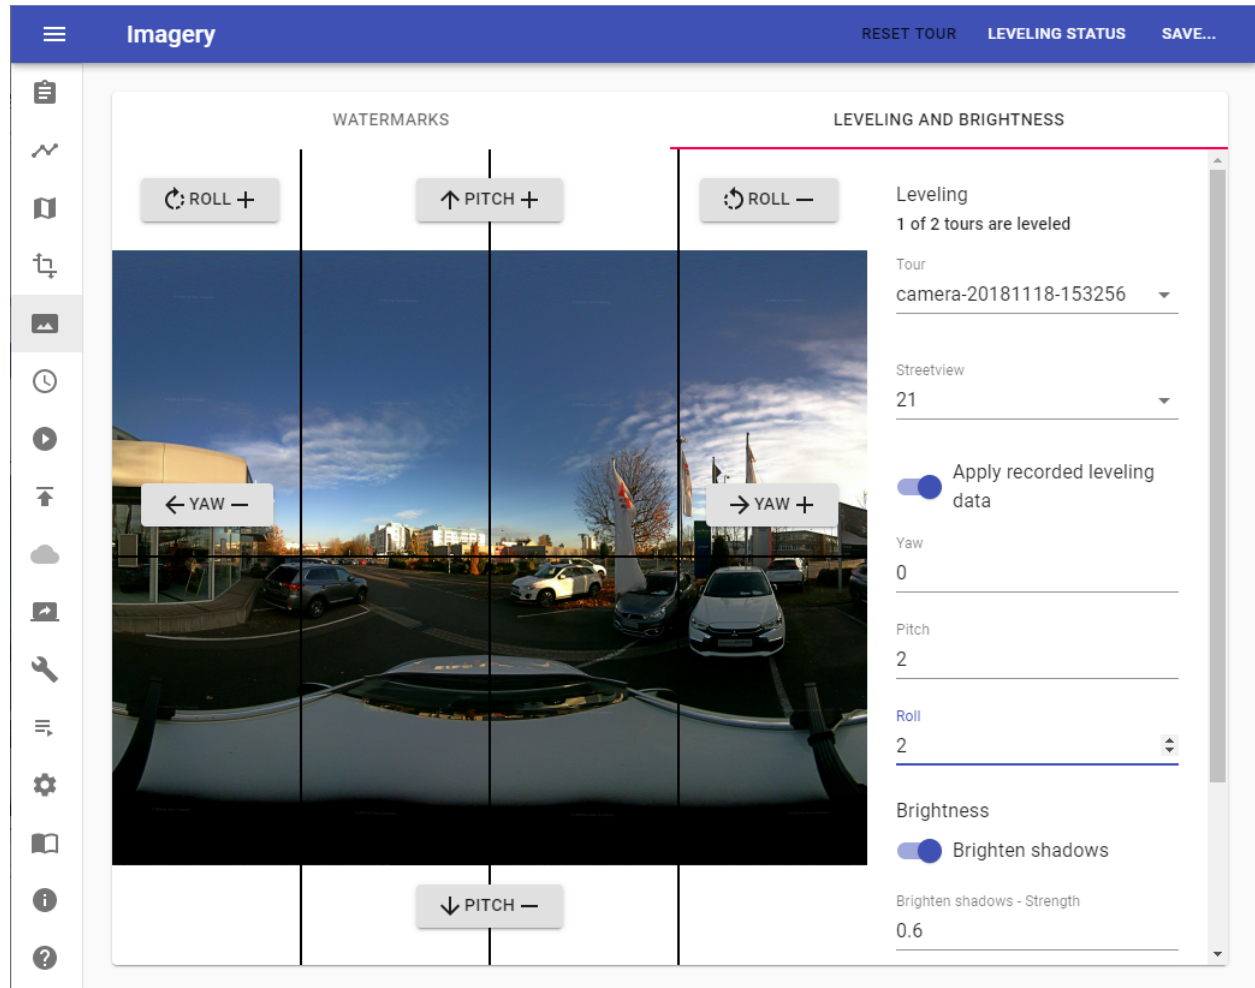 Imagery
RESET TOUR
LEVELING STATUS
SAVE...
WATERMARKS
LEVELING AND BRIGHTNESS
ROLL +
PITCH +
ROLL —
YAW —
YAW +
PITCH —
Leveling
1 of 2 tours are leveled
Tour
camera-20181118-153256
Streetview
21
Apply recorded leveling
data
Yaw
0
Pitch
2
Roll
2
Brightness
Brighten shadows
Brighten shadows - Strength
0.6